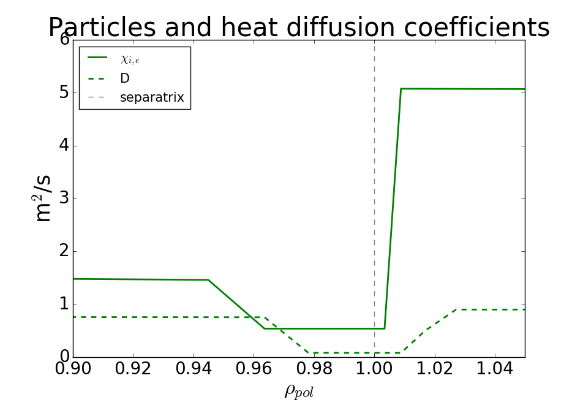 Particles and heat diffusion coefficients
χi,e
D
separatrix
m²/s
6
5
4
3
2
1
0
0.90 0.92 0.94 0.96 0.98 1.00 1.02 1.04
ρpol